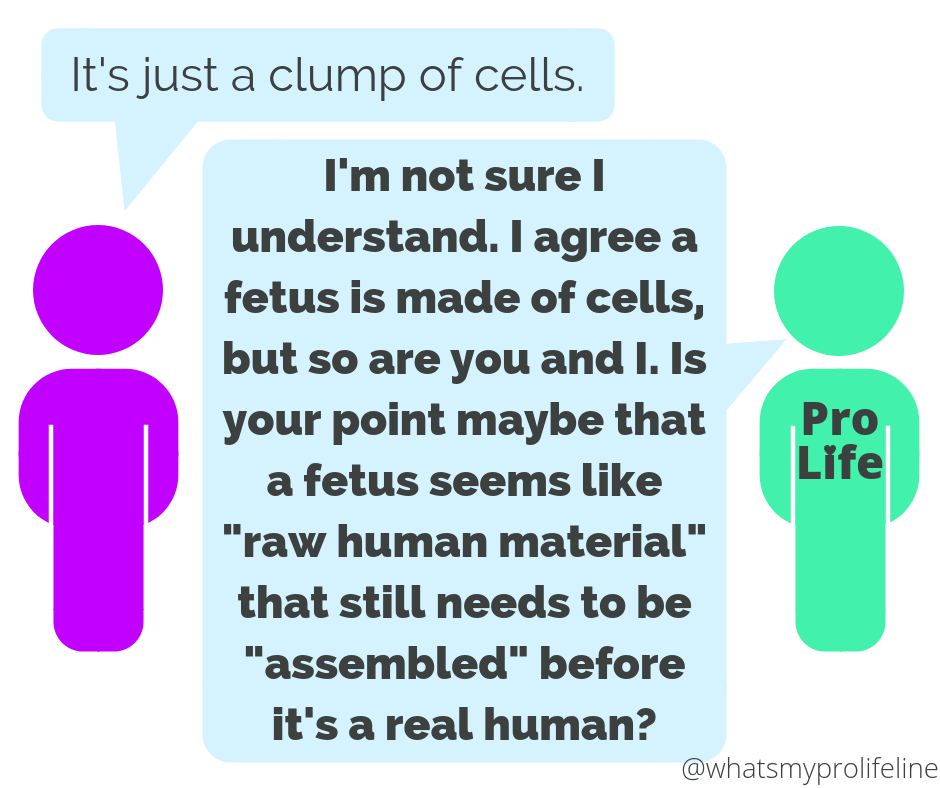 It's just a clump of cells.
I'm not sure I
understand. I agree a
fetus is made of cells,
but so are you and I. Is
your point maybe that
a fetus seems like
"raw human material"
that still needs to be
"assembled" before
it's a real human?
Pro
Life
@whatsmyprolifeline